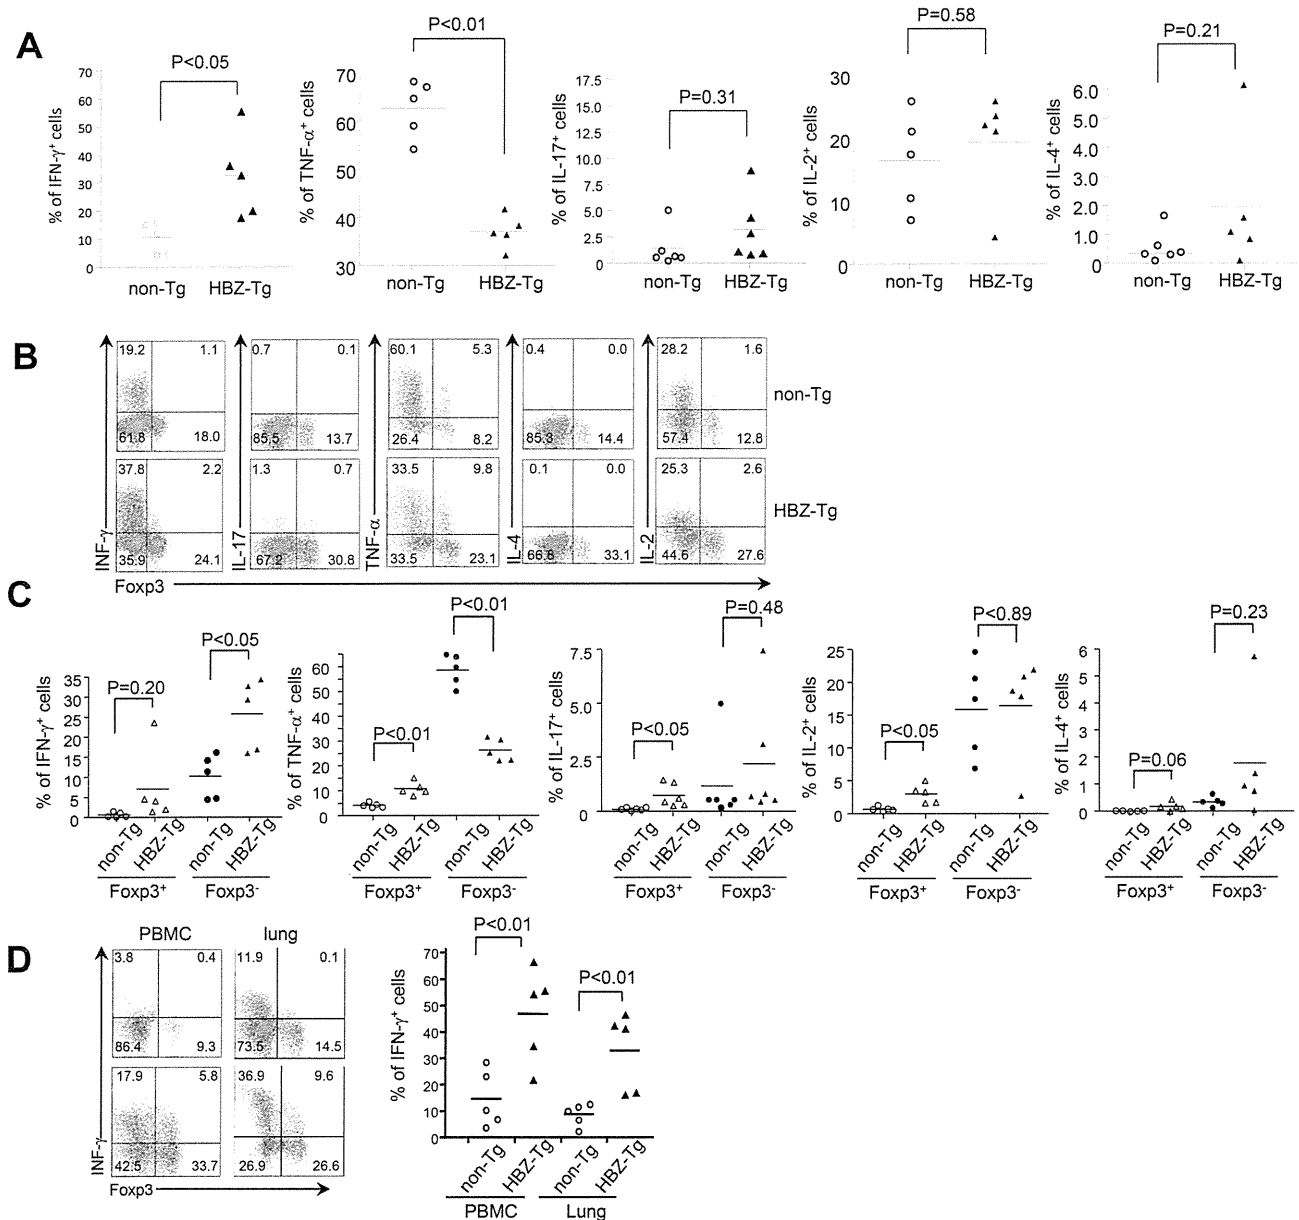 A
P<0.05
% of IFN-γ+ cells
70
60
50
40
30
20
10
0
non-Tg HBZ-Tg
P<0.01
% of TNF-α+ cells
70
60
50
40
30
non-Tg HBZ-Tg
P=0.31
% of IL-17+ cells
17.5
15.0
12.5
10.0
7.5
5.0
2.5
0
non-Tg HBZ-Tg
P=0.58
% of IL-2+ cells
30
20
10
0
non-Tg HBZ-Tg
P=0.21
% of IL-4+ cells
6.0
5.0
4.0
3.0
2.0
1.0
0
non-Tg HBZ-Tg
B
19.2 1.1
61.8 18.0
0.7 0.1
85.5 13.7
60.1 5.3
26.4 8.2
0.4 0.0
85.3 14.4
28.2 1.6
57.4 12.8
non-Tg
37.8 2.2
35.9 24.1
1.3 0.7
67.2 30.8
33.5 9.8
33.5 23.1
0.1 0.0
66.8 33.1
25.3 2.6
44.6 27.6
HBZ-Tg
INF-γ
IL-17
TNF-α
IL-4
IL-2
Foxp3
C
P=0.20
P<0.05
% of IFN-γ+ cells
35
30
25
20
15
10
5
0
non-Tg
HBZ-Tg
non-Tg
HBZ-Tg
Foxp3+ Foxp3-
P<0.01
P<0.01
% of TNF-α+ cells
60
50
40
30
20
10
0
non-Tg
HBZ-Tg
non-Tg
HBZ-Tg
Foxp3+ Foxp3-
P<0.05
P=0.48
% of IL-17+ cells
7.5
5.0
2.5
0
non-Tg
HBZ-Tg
non-Tg
HBZ-Tg
Foxp3+ Foxp3-
P<0.05
P<0.89
% of IL-2+ cells
25
20
15
10
5
0
non-Tg
HBZ-Tg
non-Tg
HBZ-Tg
Foxp3+ Foxp3-
P=0.06
P=0.23
% of IL-4+ cells
6
5
4
3
2
1
0
non-Tg
HBZ-Tg
non-Tg
HBZ-Tg
Foxp3+ Foxp3-
D
PBMC lung
3.8 0.4
86.4 9.3
11.9 0.1
73.5 14.5
17.9 5.8
42.5 33.7
36.9 9.6
26.9 26.6
INF-γ
Foxp3
P<0.01
P<0.01
% of IFN-γ+ cells
70
60
50
40
30
20
10
0
non-Tg
HBZ-Tg
non-Tg
HBZ-Tg
PBMC Lung